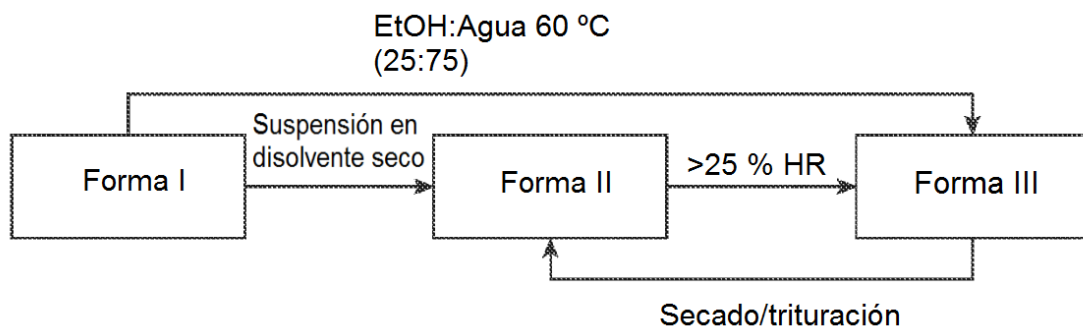 EtOH:Agua 60 ºC
(25:75)
Suspensión en
disolvente seco
Forma I
Forma II
>25 % HR
Forma III
Secado/trituración